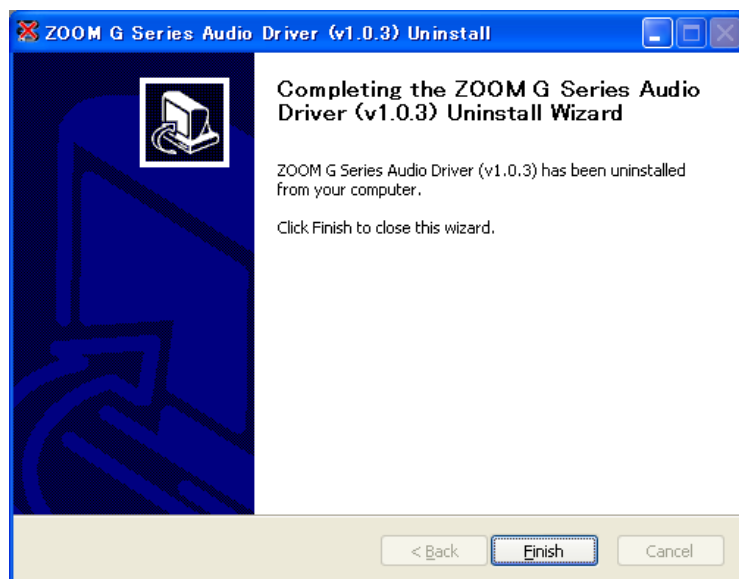 ZOOM G Series Audio Driver (v1.0.3) Uninstall
Completing the ZOOM G Series Audio
Driver (v1.0.3) Uninstall Wizard
ZOOM G Series Audio Driver (v1.0.3) has been uninstalled
from your computer.
Click Finish to close this wizard.
< Back
Finish
Cancel